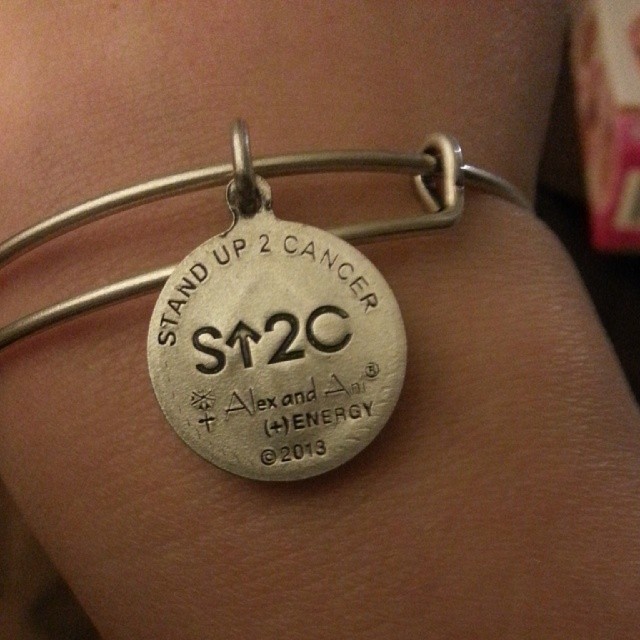 STAND UP 2 CANCER
S↑2C
Alex and Ani®
(+) ENERGY
©2013